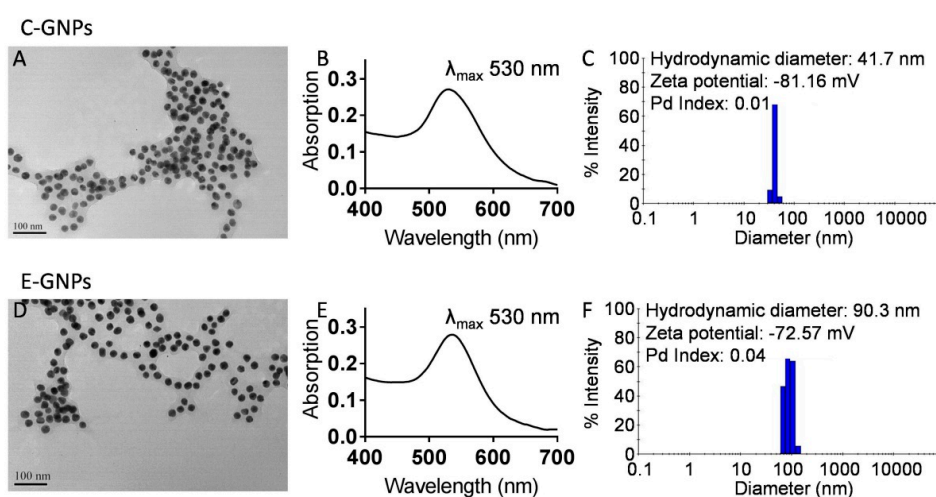 C-GNPs
A
100 nm
B
λmax 530 nm
Absorption
0.3
0.2
0.1
0.0
400 500 600 700
Wavelength (nm)
C
Hydrodynamic diameter: 41.7 nm
Zeta potential: -81.16 mV
Pd Index: 0.01
% Intensity
100
80
60
40
20
0
0.1 1 10 100 1000 10000
Diameter (nm)
E-GNPs
D
100 nm
E
λmax 530 nm
Absorption
0.3
0.2
0.1
0.0
400 500 600 700
Wavelength (nm)
F
Hydrodynamic diameter: 90.3 nm
Zeta potential: -72.57 mV
Pd Index: 0.04
% Intensity
100
80
60
40
20
0
0.1 1 10 100 1000 10000
Diameter (nm)